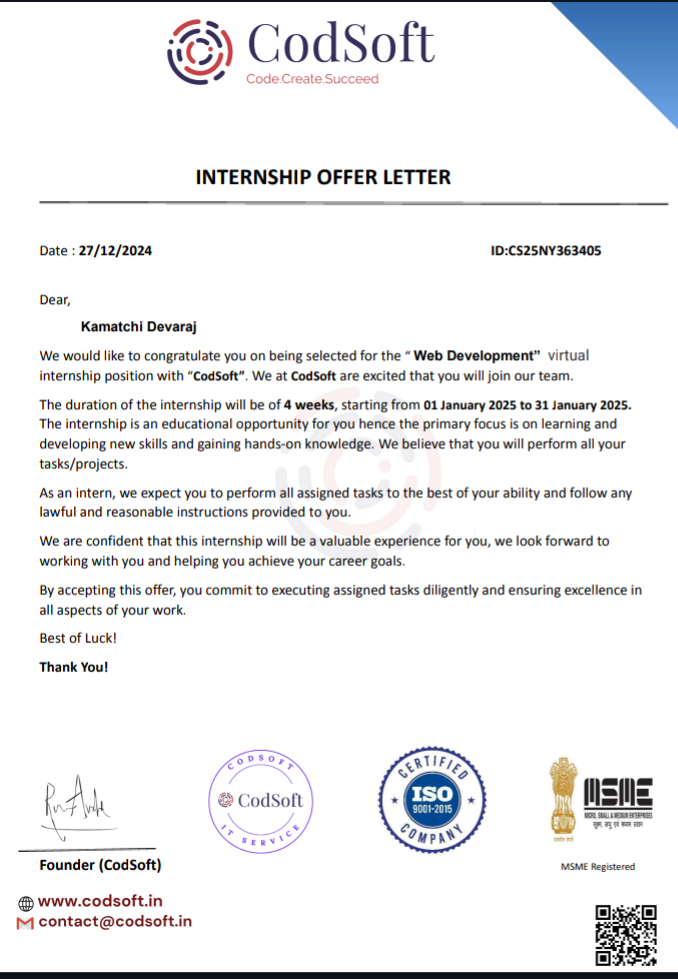 CodSoft
Code.Create.Succeed
INTERNSHIP OFFER LETTER
Date : 27/12/2024 ID:CS25NY363405
Dear,
Kamatchi Devaraj
We would like to congratulate you on being selected for the “ Web Development” virtual
internship position with “CodSoft”. We at CodSoft are excited that you will join our team.
The duration of the internship will be of 4 weeks, starting from 01 January 2025 to 31 January 2025.
The internship is an educational opportunity for you hence the primary focus is on learning and
developing new skills and gaining hands-on knowledge. We believe that you will perform all your
tasks/projects.
As an intern, we expect you to perform all assigned tasks to the best of your ability and follow any
lawful and reasonable instructions provided to you.
We are confident that this internship will be a valuable experience for you, we look forward to
working with you and helping you achieve your career goals.
By accepting this offer, you commit to executing assigned tasks diligently and ensuring excellence in
all aspects of your work.
Best of Luck!
Thank You!
CODSOFT
CodSoft
IT SERVICE
CERTIFIED
ISO
9001-2015
COMPANY
MSME
MICRO, SMALL & MEDIUM ENTERPRISES
सूक्ष्म, लघु एवं मध्यम उद्यम
Founder (CodSoft)
MSME Registered
www.codsoft.in
contact@codsoft.in